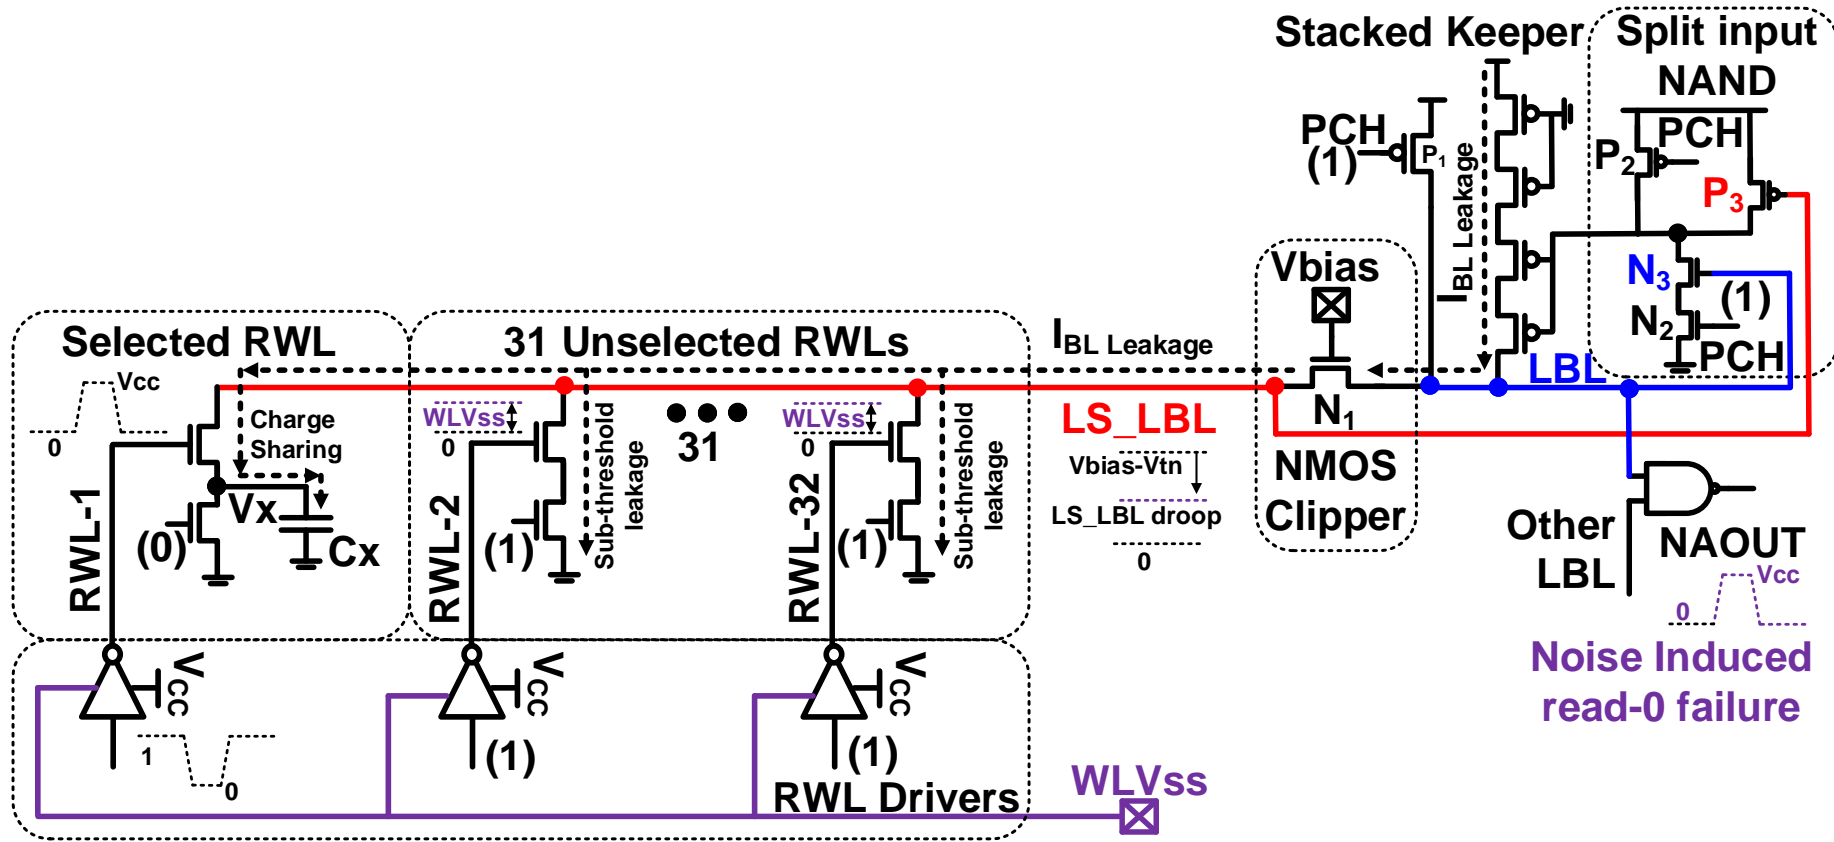 Stacked Keeper
Split input
NAND
PCH
(1)
P1
PCH
P2
P3
IBL Leakage
N3
(1)
N2
PCH
Vbias
N1
NMOS
Clipper
LBL
Selected RWL
31 Unselected RWLs
IBL Leakage
Vcc
0
Charge
Sharing
Vx
Cx
(0)
RWL-1
WLVss
0
Sub-threshold
leakage
(1)
RWL-2
31
WLVss
0
Sub-threshold
leakage
(1)
RWL-32
LS_LBL
Vbias-Vtn
LS_LBL droop
0
Other
LBL
NAOUT
Vcc
0
Noise Induced
read-0 failure
VCC
1
0
VCC
(1)
VCC
(1)
RWL Drivers
WLVss